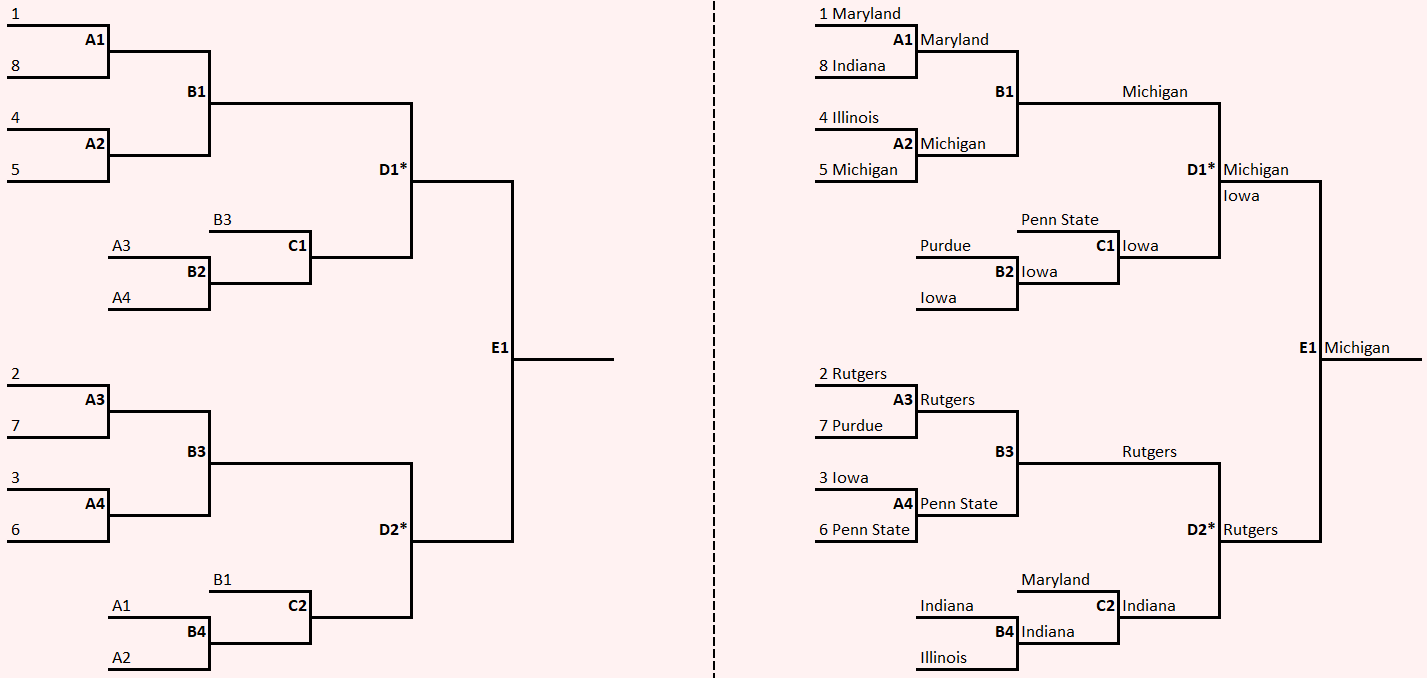 1
A1
8
B1
4
A2
5
D1*
B3
A3
C1
B2
A4
E1
2
A3
7
B3
3
A4
6
D2*
B1
A1
C2
B4
A2
1 Maryland
A1 Maryland
8 Indiana
B1 Michigan
4 Illinois
A2 Michigan
5 Michigan
D1* Michigan
Iowa
Penn State
Purdue
C1 Iowa
B2 Iowa
Iowa
E1 Michigan
2 Rutgers
A3 Rutgers
7 Purdue
B3 Rutgers
3 Iowa
A4 Penn State
6 Penn State
D2* Rutgers
Maryland
Indiana
C2 Indiana
B4 Indiana
Illinois